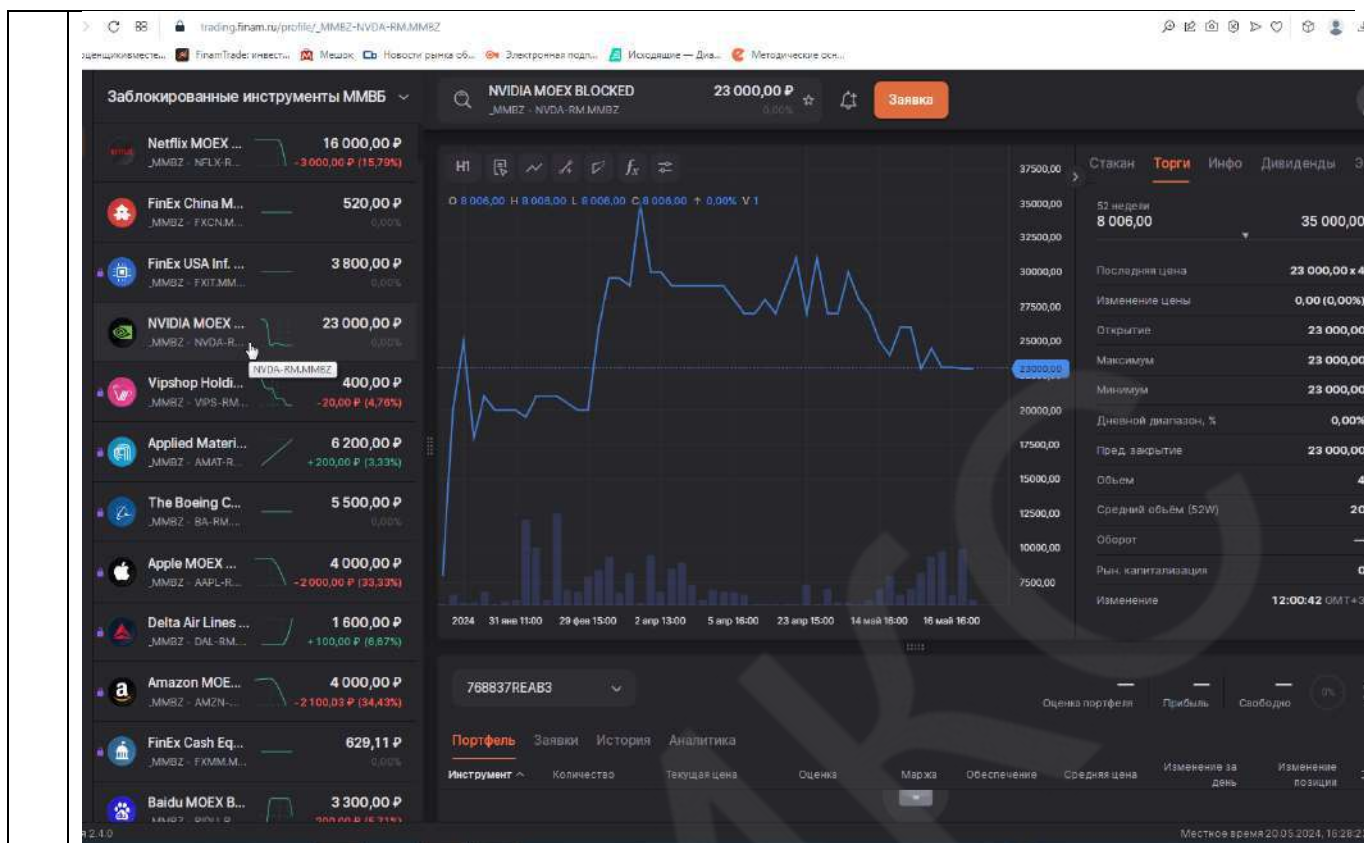 trading.finam.ru/profile/_MMBZ-NVDA-RM.MMBZ
оценщикивместе... FinamTrade: инвест... Мешок Новости рынка об... Электронная подп... Исходящие — Диа... Методические осн...
Заблокированные инструменты ММВБ
NVIDIA MOEX BLOCKED 23 000,00 ₽ Заявка
_MMBZ - NVDA-RM.MMBZ 0,00%
Netflix MOEX ... 16 000,00 ₽
_MMBZ - NFLX-R... -3 000,00 ₽ (15,79%)
FinEx China M... 520,00 ₽
_MMBZ - FXCN.M... 0,00%
FinEx USA Inf. ... 3 800,00 ₽
_MMBZ - FXIT.MM... 0,00%
NVIDIA MOEX ... 23 000,00 ₽
_MMBZ - NVDA-R... 0,00%
NVDA-RM.MMBZ
Vipshop Holdi... 400,00 ₽
_MMBZ - VIPS-RM... -20,00 ₽ (4,76%)
Applied Materi... 6 200,00 ₽
_MMBZ - AMAT-R... +200,00 ₽ (3,33%)
The Boeing C... 5 500,00 ₽
_MMBZ - BA-RM.... 0,00%
Apple MOEX ... 4 000,00 ₽
_MMBZ - AAPL-R... -2 000,00 ₽ (33,33%)
Delta Air Lines ... 1 600,00 ₽
_MMBZ - DAL-RM.... +100,00 ₽ (6,67%)
Amazon MOE... 4 000,00 ₽
_MMBZ - AMZN-... -2 100,03 ₽ (34,43%)
FinEx Cash Eq... 629,11 ₽
_MMBZ - FXMM.M... 0,00%
Baidu MOEX B... 3 300,00 ₽
H1 fx
O 8 006,00 H 8 006,00 L 8 006,00 C 8 006,00 0,00% V 1
37500,00
35000,00
32500,00
30000,00
27500,00
25000,00
23000,00
20000,00
17500,00
15000,00
12500,00
10000,00
7500,00
2024 31 янв 11:00 29 фев 15:00 2 апр 13:00 5 апр 16:00 23 апр 15:00 14 май 16:00 16 май 16:00
Стакан Торги Инфо Дивиденды Э
52 недели
8 006,00 35 000,00
Последняя цена 23 000,00 x 4
Изменение цены 0,00 (0,00%)
Открытие 23 000,00
Максимум 23 000,00
Минимум 23 000,00
Дневной диапазон, % 0,00%
Пред. закрытие 23 000,00
Объем 4
Средний объём (52W) 20
Оборот —
Рын. капитализация 0
Изменение 12:00:42 GMT+3
768837REAB3
— — — 0%
Оценка портфеля Прибыль Свободно
Портфель Заявки История Аналитика
Инструмент Количество Текущая цена Оценка Маржа Обеспечение Средняя цена Изменение за день Изменение позиции
2.4.0 Местное время 20.05.2024, 16:28:2